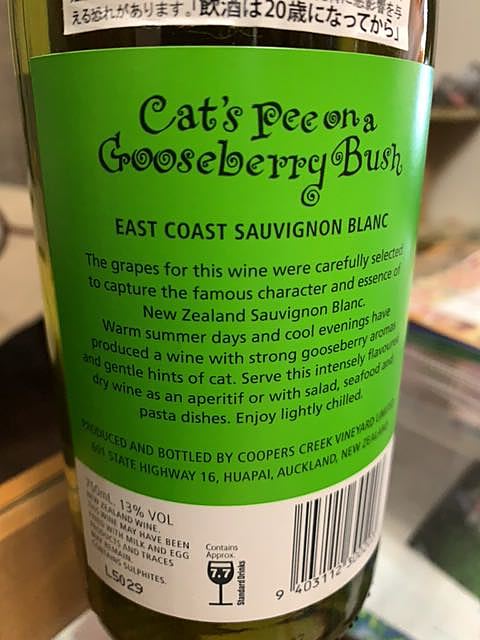 える恐れがあります。「飲酒は20歳になってから」
Cat's Pee on a
Gooseberry Bush
EAST COAST SAUVIGNON BLANC
The grapes for this wine were carefully selected
to capture the famous character and essence of
New Zealand Sauvignon Blanc.
Warm summer days and cool evenings have
produced a wine with strong gooseberry aromas
and gentle hints of cat. Serve this intensely flavoured
dry wine as an aperitif or with salad, seafood and
pasta dishes. Enjoy lightly chilled.
PRODUCED AND BOTTLED BY COOPERS CREEK VINEYARD LIMITED
601 STATE HIGHWAY 16, HUAPAI, AUCKLAND, NEW ZEALAND
750mL. 13% VOL
NEW ZEALAND WINE.
THIS WINE MAY HAVE BEEN
FINED WITH MILK AND EGG
PRODUCTS AND TRACES
MAY REMAIN.
CONTAINS SULPHITES.
L5029
Contains
Approx.
7.7
Standard Drinks
9 403112